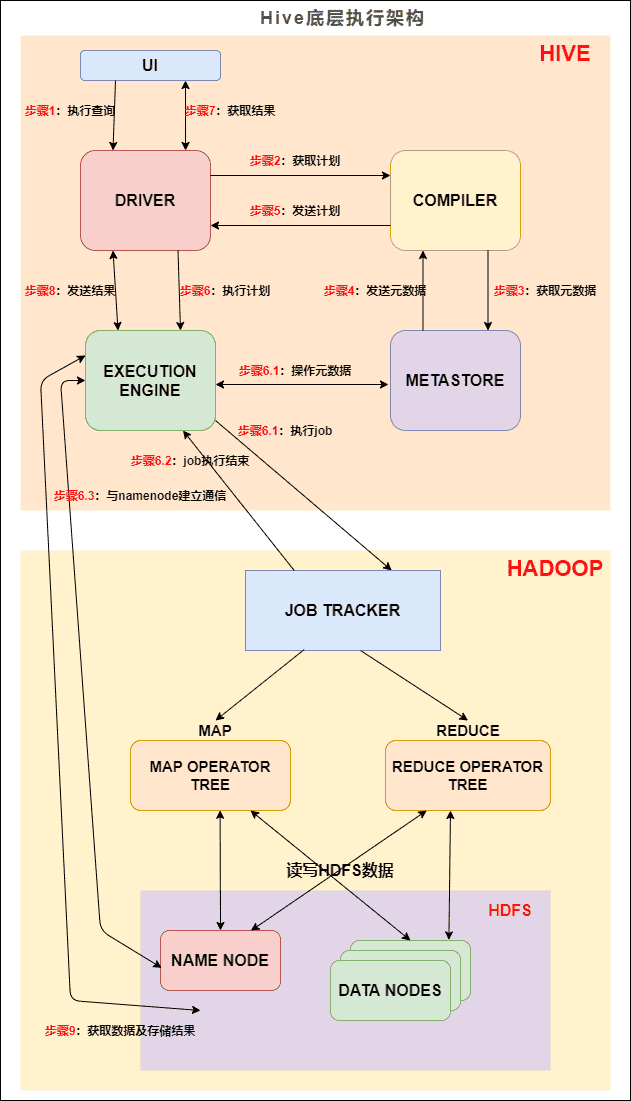 Hive底层执行架构
HIVE
UI
步骤1：执行查询
步骤7：获取结果
步骤2：获取计划
DRIVER
COMPILER
步骤5：发送计划
步骤8：发送结果
步骤6：执行计划
步骤4：发送元数据
步骤3：获取元数据
EXECUTION
ENGINE
步骤6.1：操作元数据
METASTORE
步骤6.1：执行job
步骤6.2：job执行结束
步骤6.3：与namenode建立通信
HADOOP
JOB TRACKER
MAP
REDUCE
MAP OPERATOR
TREE
REDUCE OPERATOR
TREE
读写HDFS数据
HDFS
NAME NODE
DATA NODES
步骤9：获取数据及存储结果